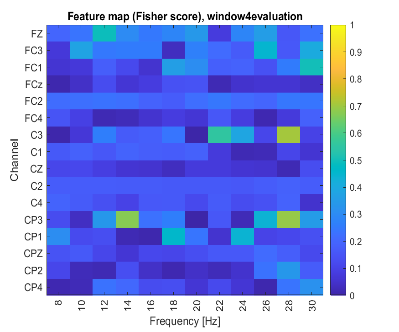 Feature map (Fisher score), window4evaluation
FZ
FC3
FC1
FCz
FC2
FC4
C3
C1
CZ
C2
C4
CP3
CP1
CPZ
CP2
CP4
Channel
8 10 12 14 16 18 20 22 24 26 28 30
Frequency [Hz]
1
0.9
0.8
0.7
0.6
0.5
0.4
0.3
0.2
0.1
0